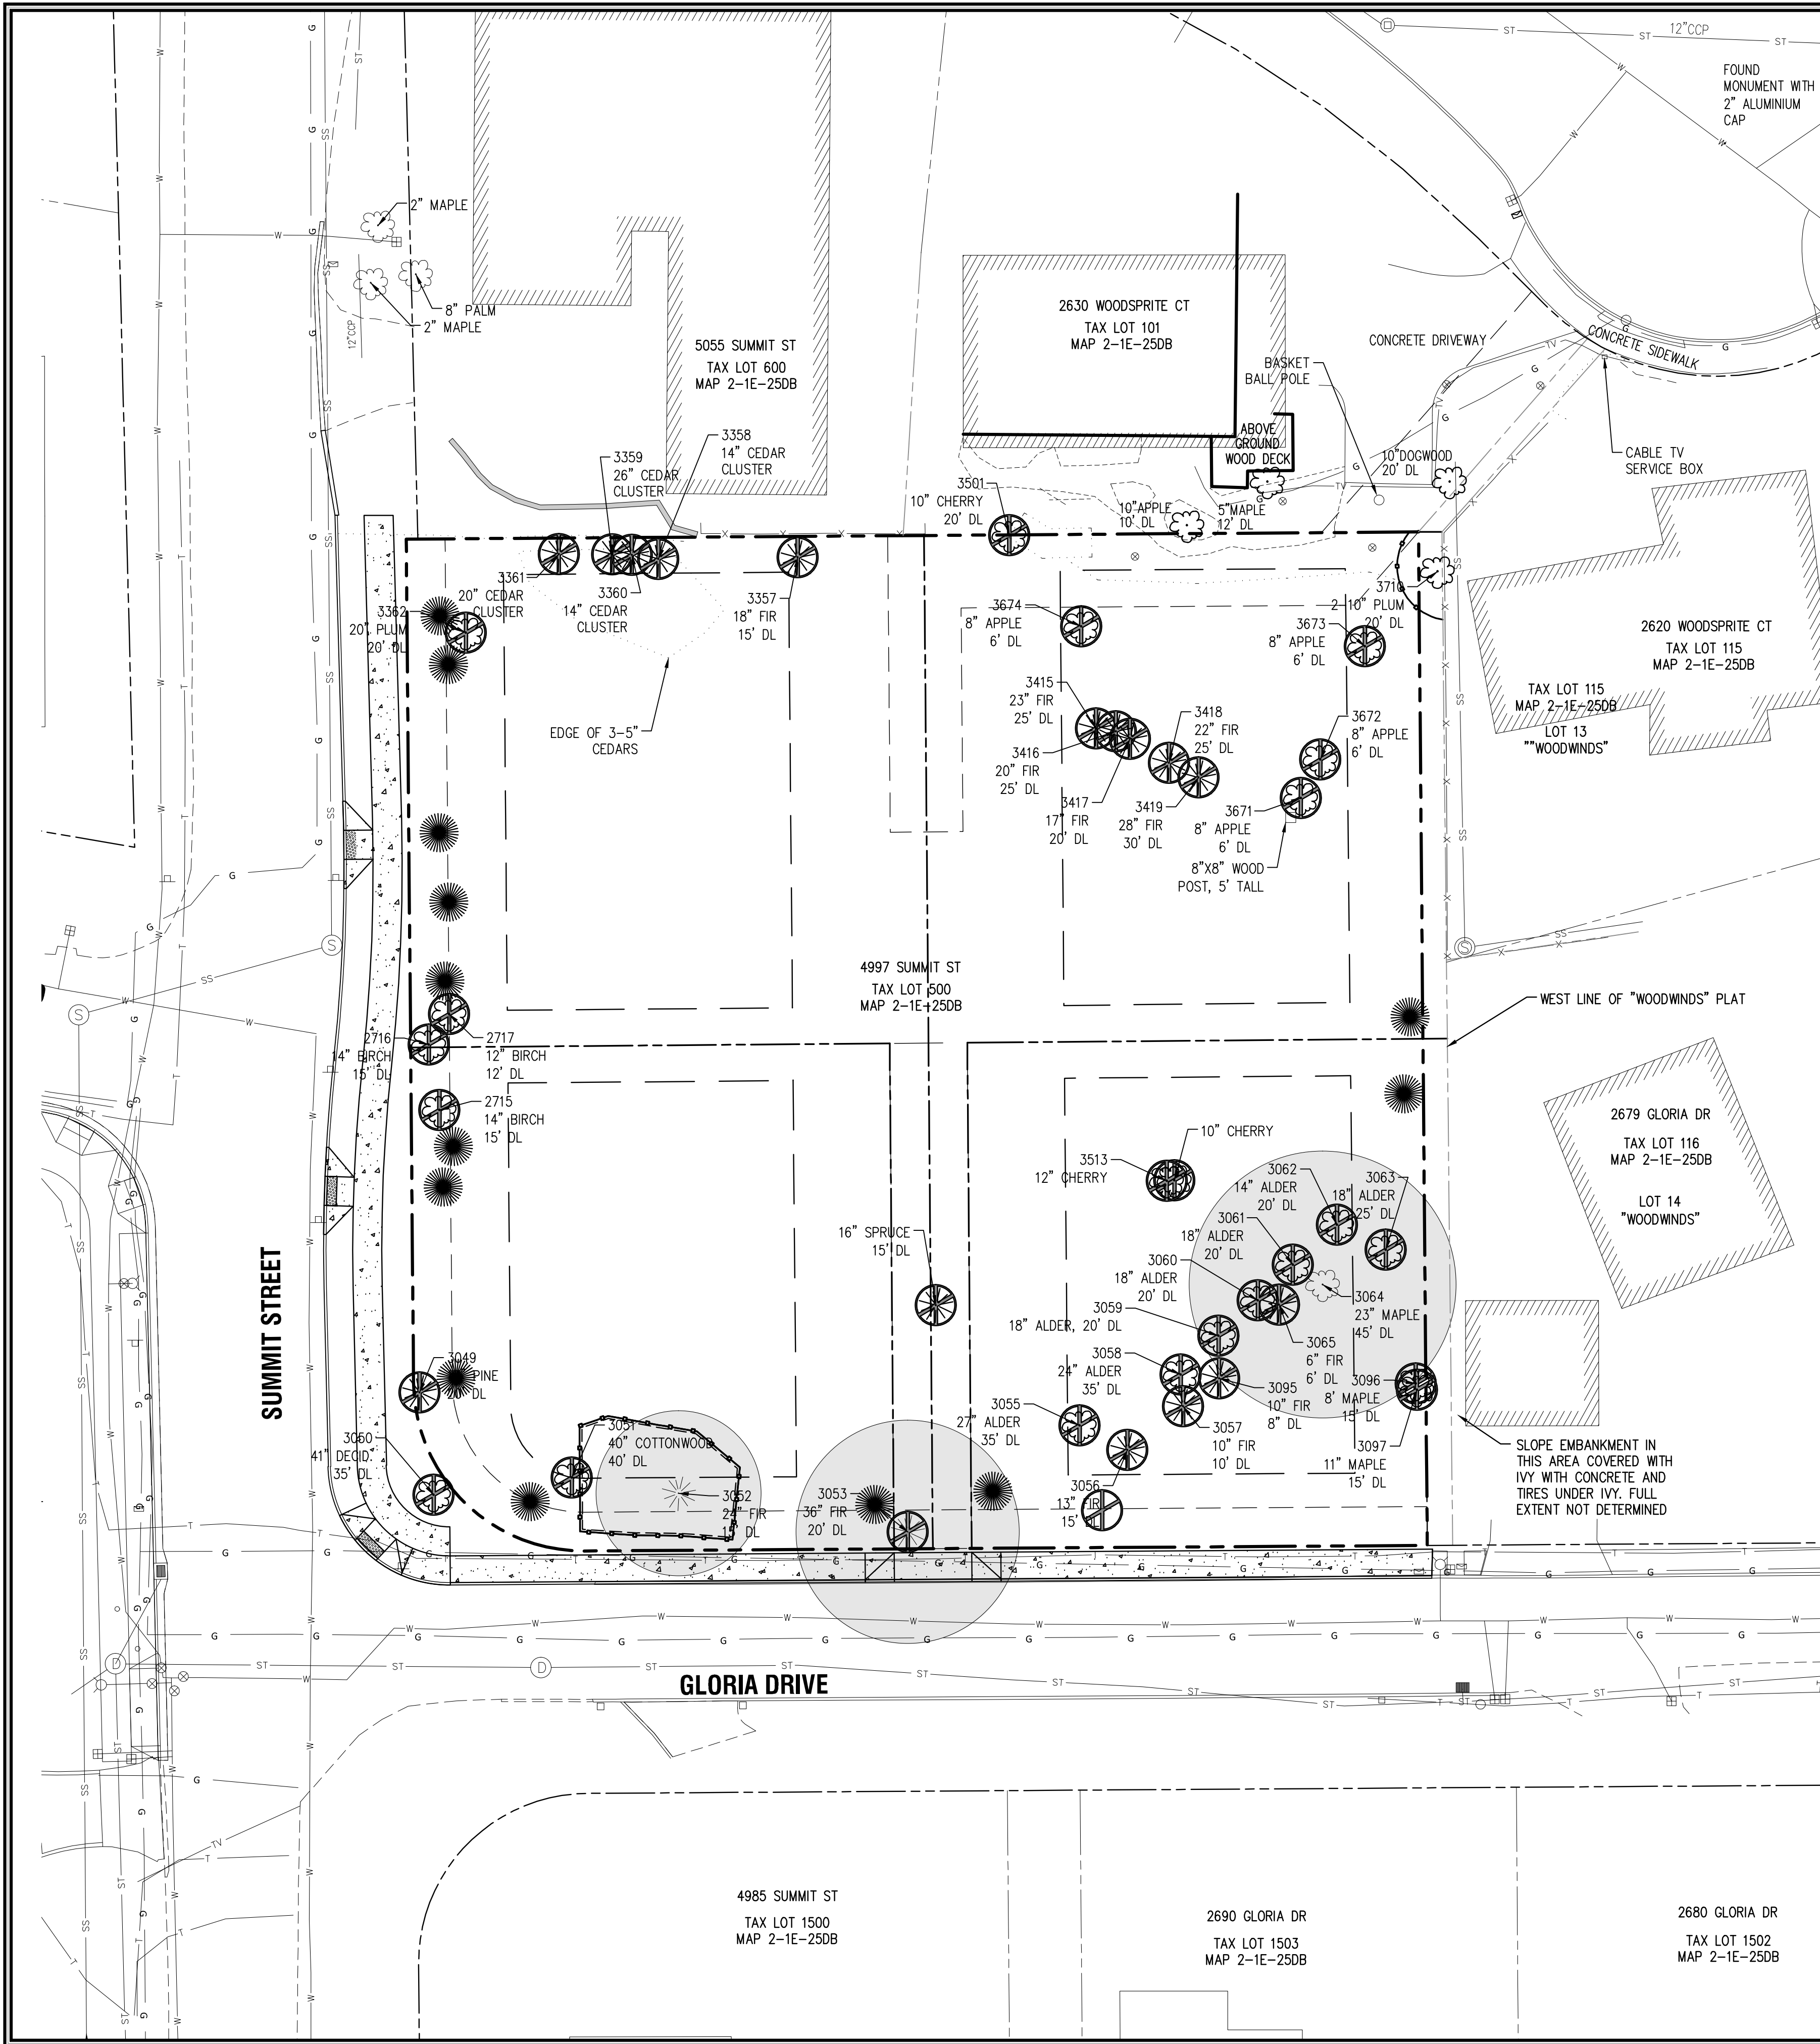 12"CCP
FOUND
MONUMENT WITH
2" ALUMINIUM
CAP
2" MAPLE
8" PALM
2" MAPLE
12"CCP
5055 SUMMIT ST
TAX LOT 600
MAP 2-1E-25DB
2630 WOODSPRITE CT
TAX LOT 101
MAP 2-1E-25DB
CONCRETE DRIVEWAY
CONCRETE SIDEWALK
BASKET
BALL POLE
ABOVE
GROUND
WOOD DECK
10"DOGWOOD
20' DL
CABLE TV
SERVICE BOX
3359
26" CEDAR
CLUSTER
3358
14" CEDAR
CLUSTER
3501
10" CHERRY
20' DL
10"APPLE
10' DL
5"MAPLE
12' DL
3361
20" CEDAR
CLUSTER
3362
20" PLUM
20' DL
3360
14" CEDAR
CLUSTER
3357
18" FIR
15' DL
3674
8" APPLE
6' DL
3710
2-10" PLUM
20' DL
3673
8" APPLE
6' DL
2620 WOODSPRITE CT
TAX LOT 115
MAP 2-1E-25DB
TAX LOT 115
MAP 2-1E-25DB
LOT 13
""WOODWINDS"
EDGE OF 3-5"
CEDARS
3415
23" FIR
25' DL
3416
20" FIR
25' DL
3417
17" FIR
20' DL
3418
22" FIR
25' DL
3419
28" FIR
30' DL
3672
8" APPLE
6' DL
3671
8" APPLE
6' DL
8"X8" WOOD
POST, 5' TALL
4997 SUMMIT ST
TAX LOT 500
MAP 2-1E-25DB
WEST LINE OF "WOODWINDS" PLAT
2716
14" BIRCH
15' DL
2717
12" BIRCH
12' DL
2715
14" BIRCH
15' DL
2679 GLORIA DR
TAX LOT 116
MAP 2-1E-25DB
LOT 14
"WOODWINDS"
10" CHERRY
3513
12" CHERRY
3062
14" ALDER
20' DL
3063
18" ALDER
25' DL
3061
18" ALDER
20' DL
3060
18" ALDER
20' DL
3059
18" ALDER, 20' DL
16" SPRUCE
15' DL
3064
23" MAPLE
45' DL
3065
6" FIR
6' DL
3058
24" ALDER
35' DL
3095
10" FIR
8" DL
3096
8' MAPLE
15' DL
3055
27" ALDER
35' DL
3057
10" FIR
10' DL
3097
11" MAPLE
15' DL
3056
13" FIR
15' DL
SUMMIT STREET
3049
PINE
20' DL
3050
41" DECID.
35' DL
3051
40" COTTONWOOD
40' DL
3052
24" FIR
15' DL
3053
36" FIR
20' DL
SLOPE EMBANKMENT IN
THIS AREA COVERED WITH
IVY WITH CONCRETE AND
TIRES UNDER IVY. FULL
EXTENT NOT DETERMINED
GLORIA DRIVE
4985 SUMMIT ST
TAX LOT 1500
MAP 2-1E-25DB
2690 GLORIA DR
TAX LOT 1503
MAP 2-1E-25DB
2680 GLORIA DR
TAX LOT 1502
MAP 2-1E-25DB